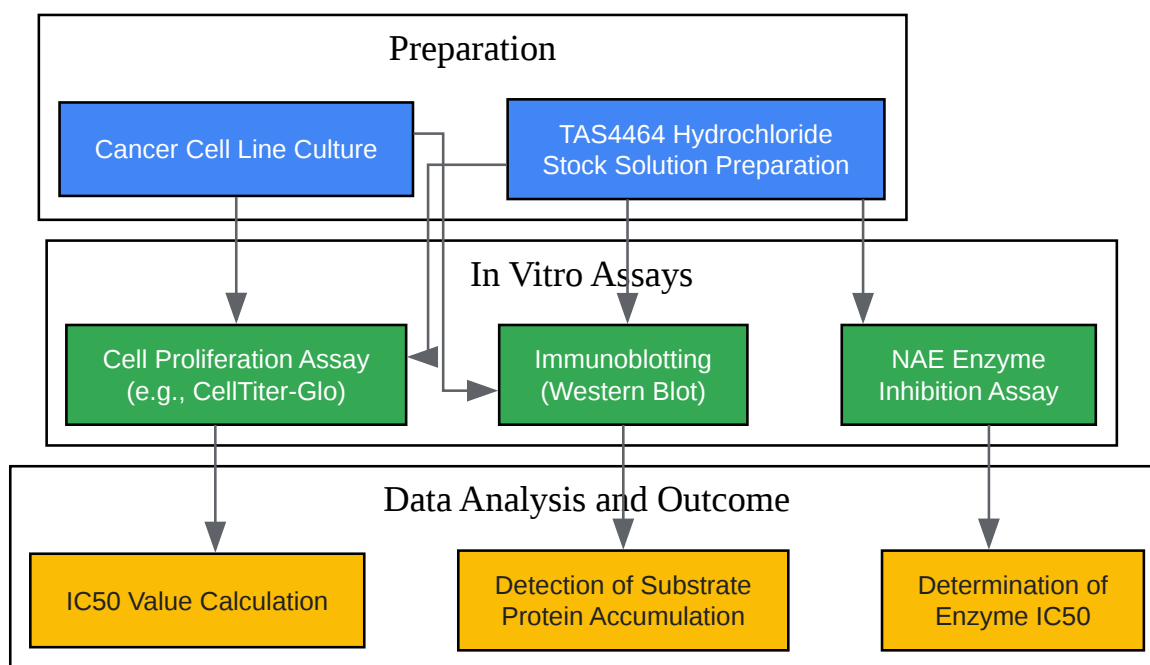 Preparation
Cancer Cell Line Culture
TAS4464 Hydrochloride
Stock Solution Preparation
In Vitro Assays
Cell Proliferation Assay
(e.g., CellTiter-Glo)
Immunoblotting
(Western Blot)
NAE Enzyme
Inhibition Assay
Data Analysis and Outcome
IC50 Value Calculation
Detection of Substrate
Protein Accumulation
Determination of
Enzyme IC50